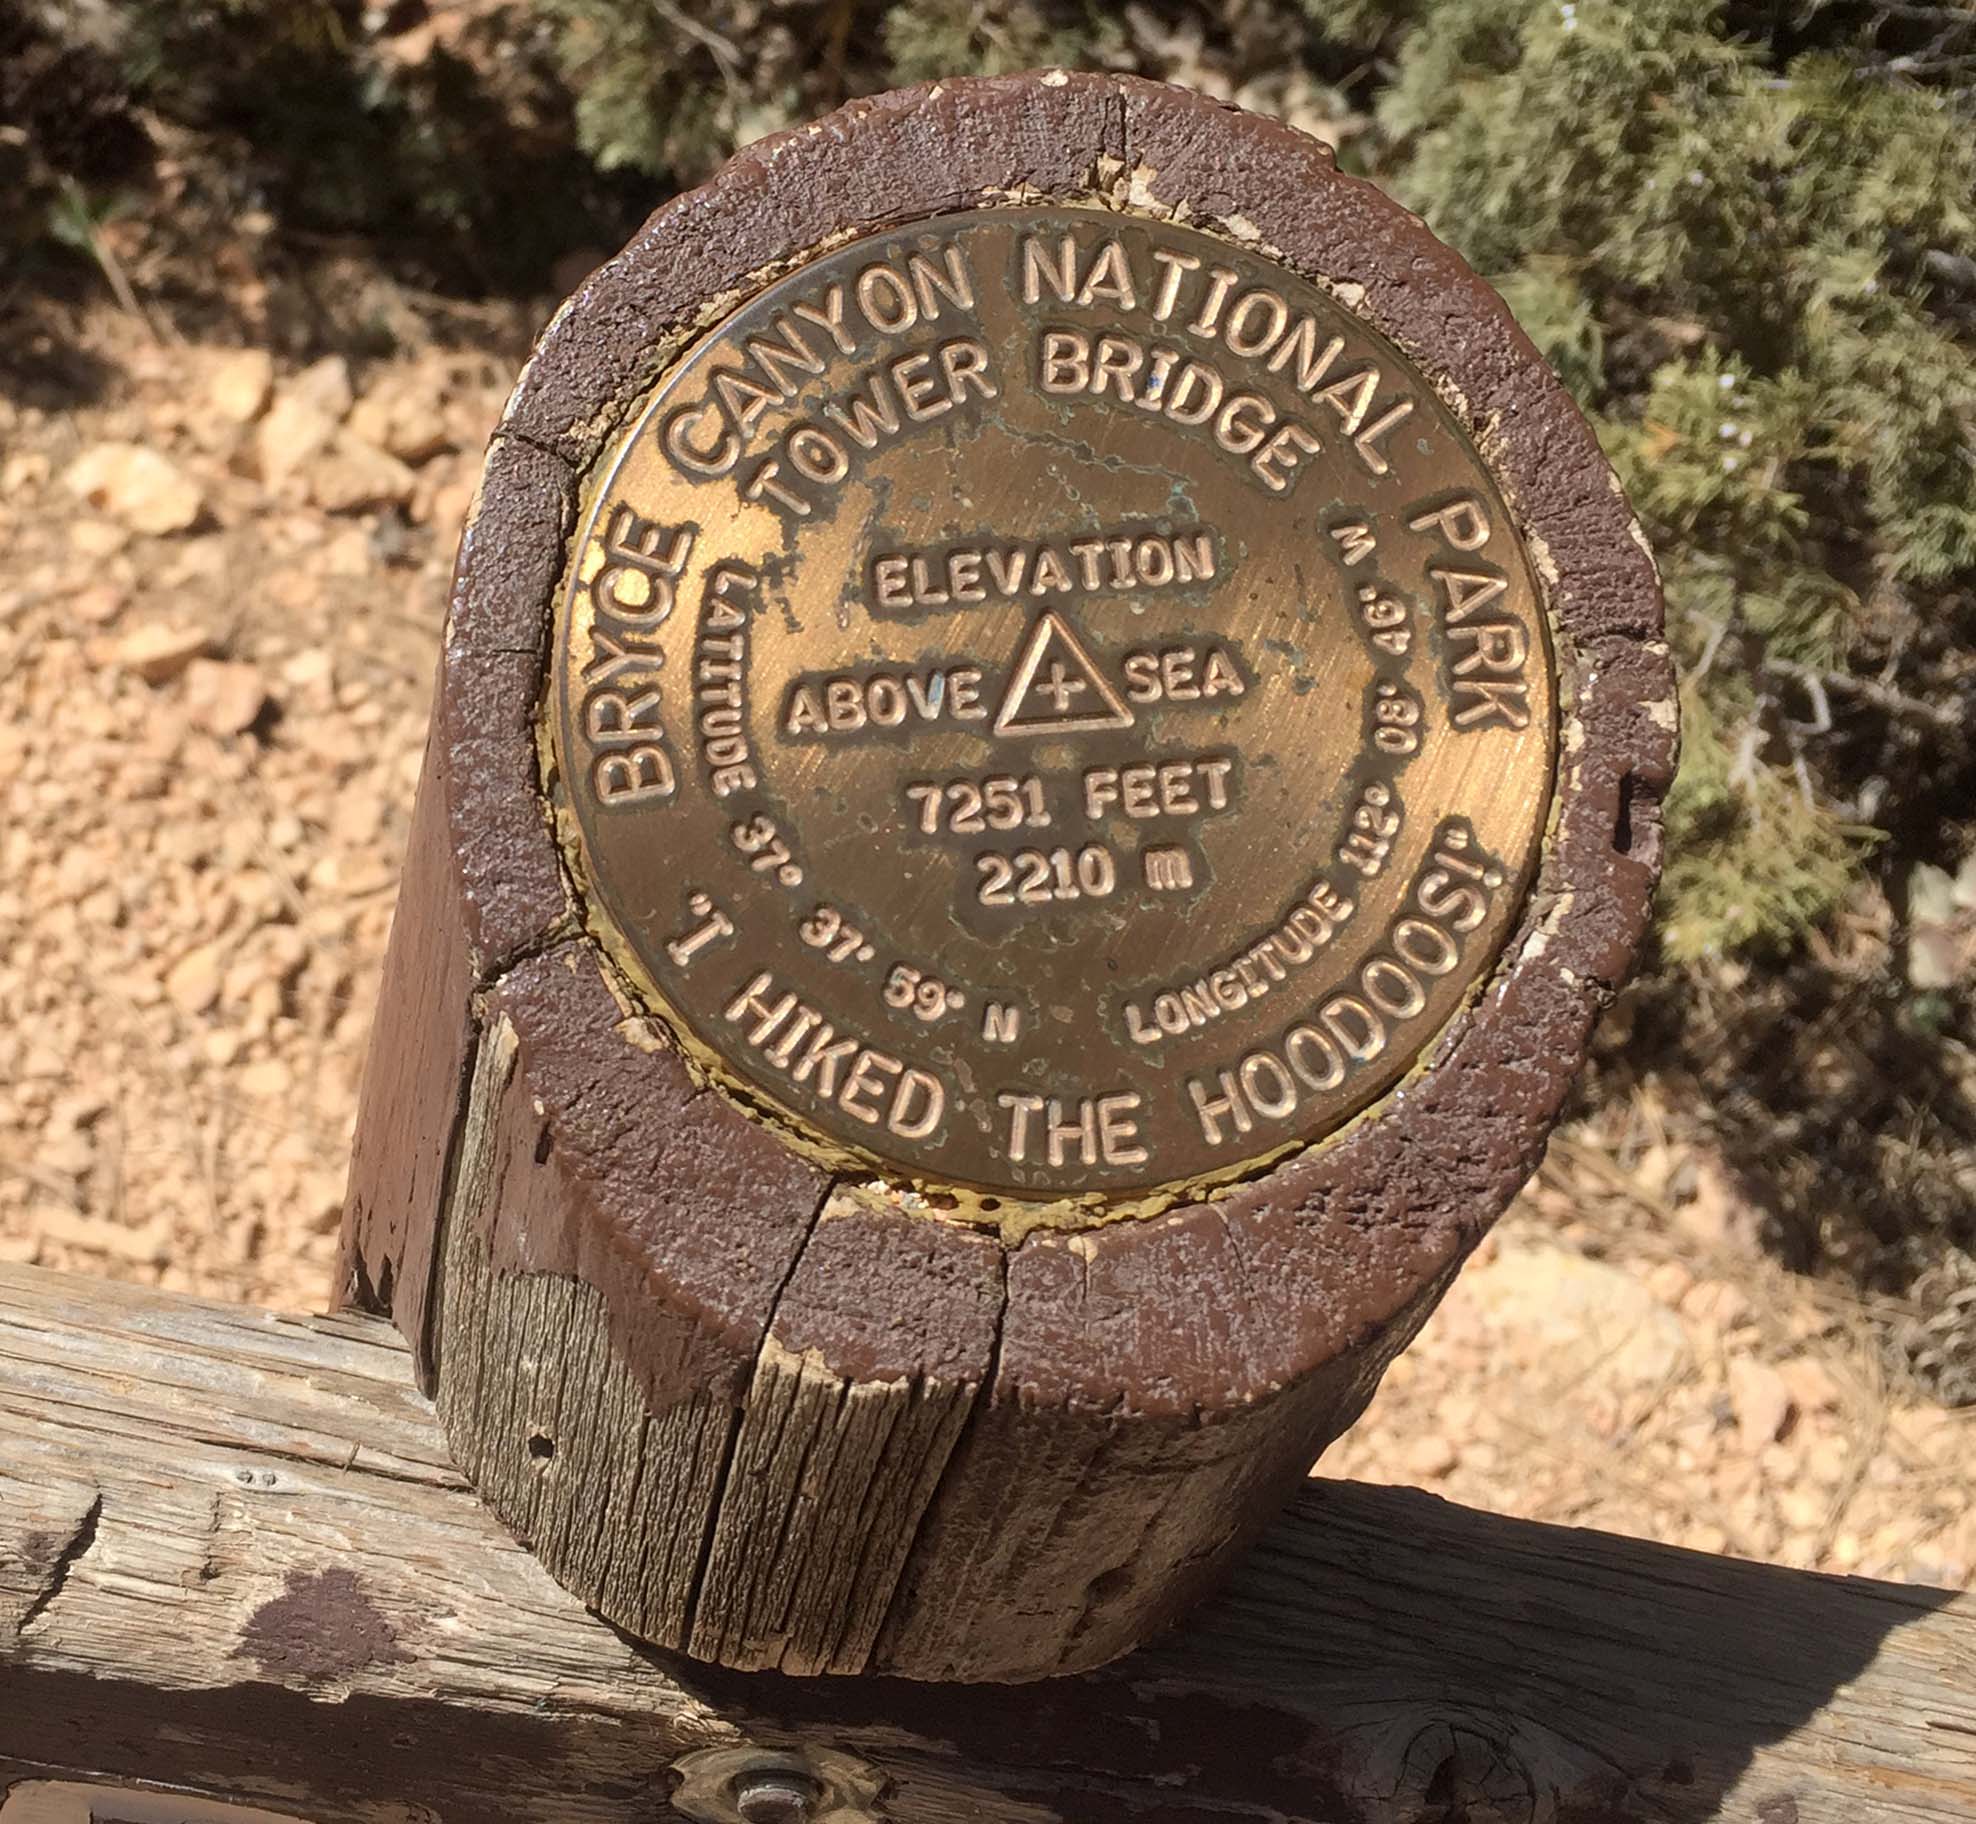 BRYCE CANYON NATIONAL PARK
TOWER BRIDGE
ELEVATION
ABOVE SEA
7251 FEET
2210 m
LATITUDE 37° 37' 59" N
LONGITUDE 112° 08' 46" W
"I HIKED THE HOODOOS!"